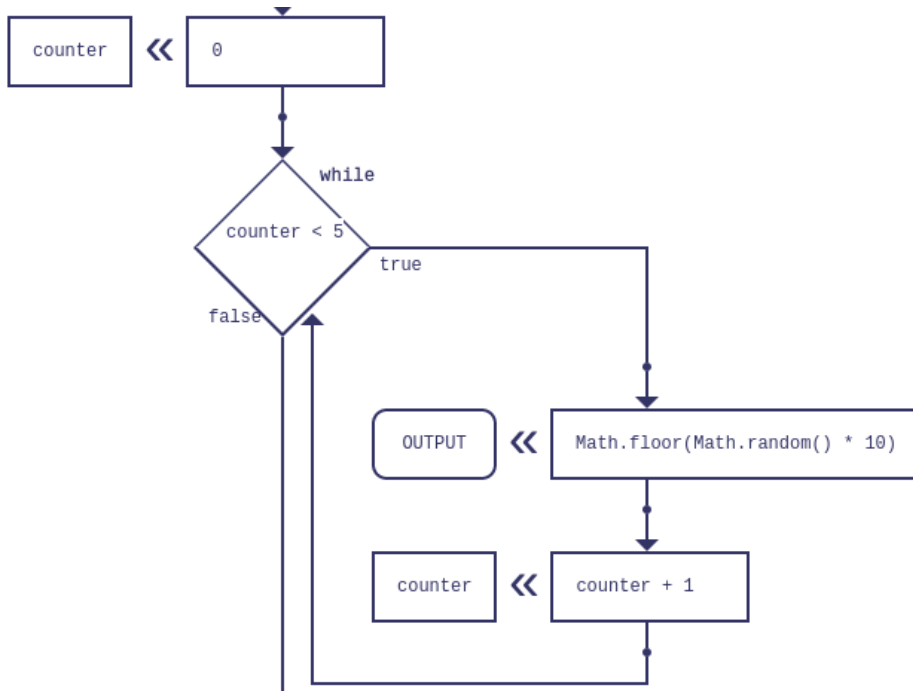 counter « 0
while
counter < 5
true
false
OUTPUT « Math.floor(Math.random() * 10)
counter « counter + 1